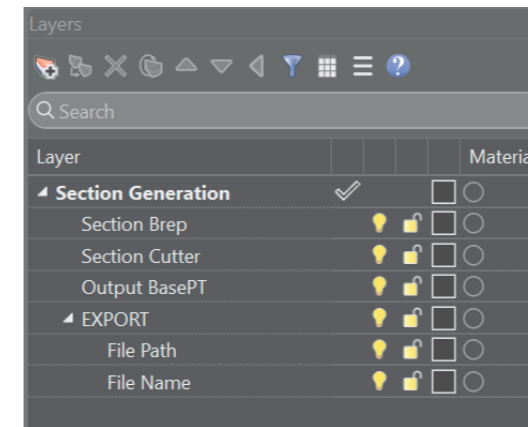 Layers
Search
Layer Materia
Section Generation
Section Brep
Section Cutter
Output BasePT
EXPORT
File Path
File Name